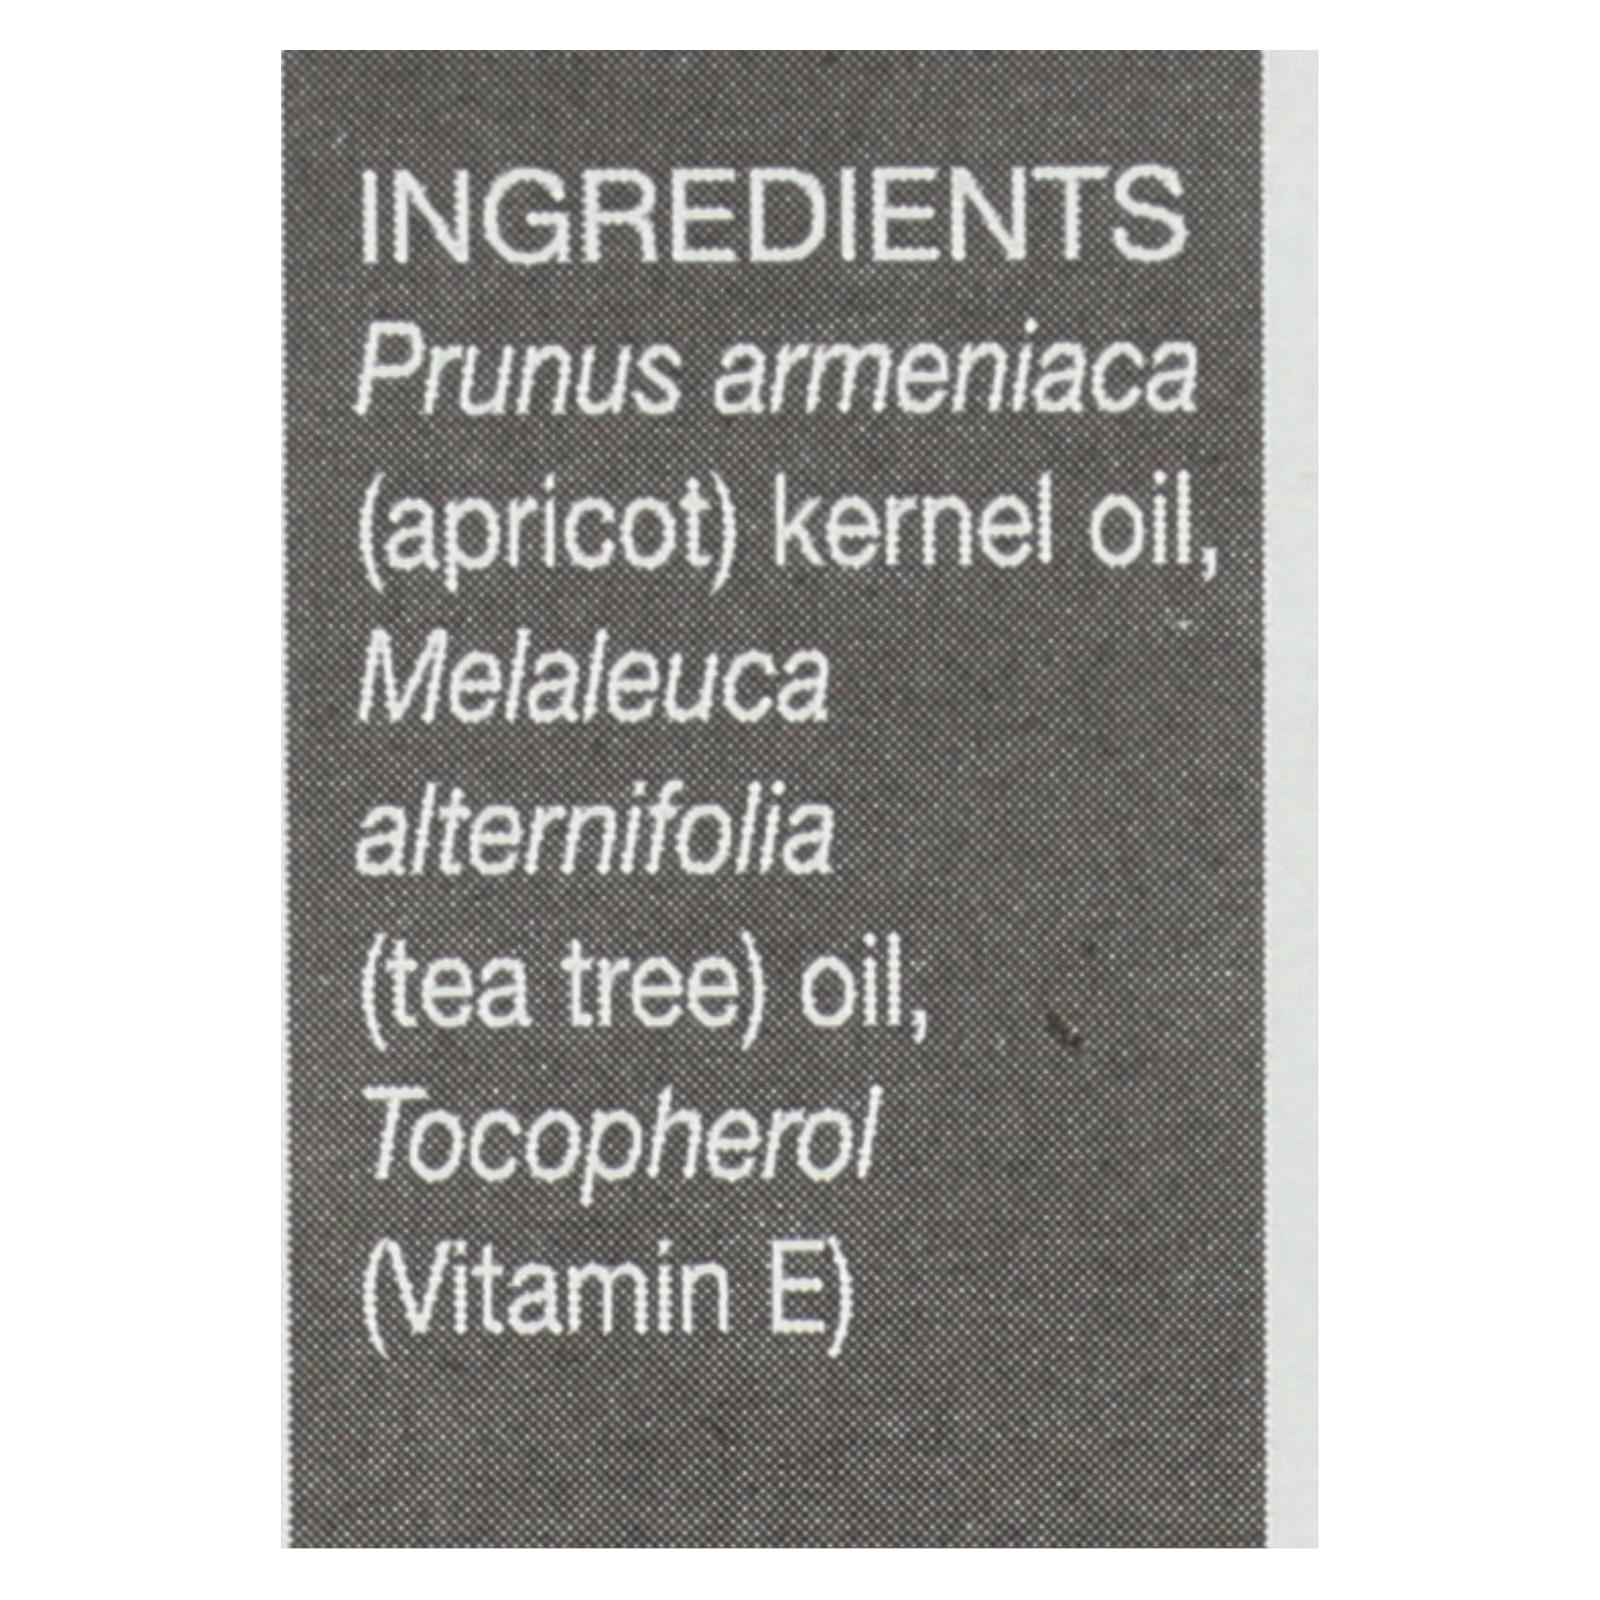 INGREDIENTS
Prunus armeniaca
(apricot) kernel oil,
Melaleuca
alternifolia
(tea tree) oil,
Tocopherol
(Vitamin E)